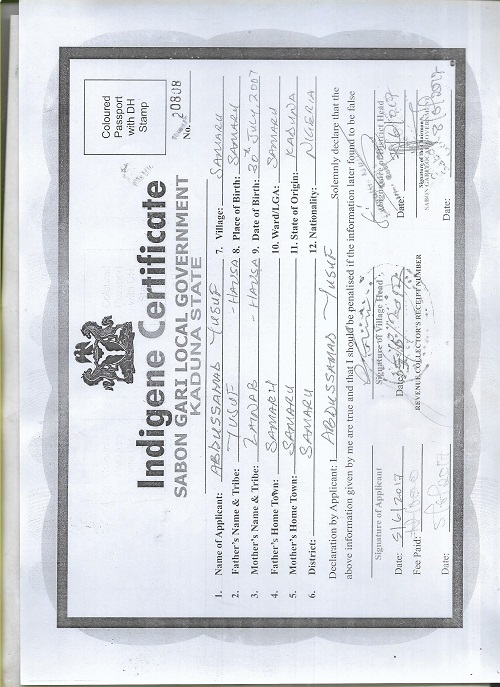 Coloured
Passport
with DH
Stamp
No. 20808
Indigene Certificate
SABON GARI LOCAL GOVERNMENT
KADUNA STATE
1. Name of Applicant: ABDUSSAMAD YUSUF 7. Village: SAMARU
2. Father's Name & Tribe: YUSUF - HAUSA 8. Place of Birth: SAMARU
3. Mother's Name & Tribe: ZAINAB - HAUSA 9. Date of Birth: 30th JULY 2007
4. Father's Home Town: SAMARU 10. Ward/LGA: SAMARU
5. Mother's Home Town: SAMARU 11. State of Origin: KADUNA
6. District: SAMARU 12. Nationality: NIGERIA
Declaration by Applicant: I ABDUSSAMAD YUSUF Solemnly declare that the
above information given by me are true and that I should be penalised if the information later found to be false
Signature of Applicant Signature of Village Head Signature of District Head
Date: 5/6/2017 Date: Date:
Fee Paid: REVENUE COLLECTOR'S RECEIPT NUMBER
SABON GARI LOCAL GOVERNMENT
Date: Date: